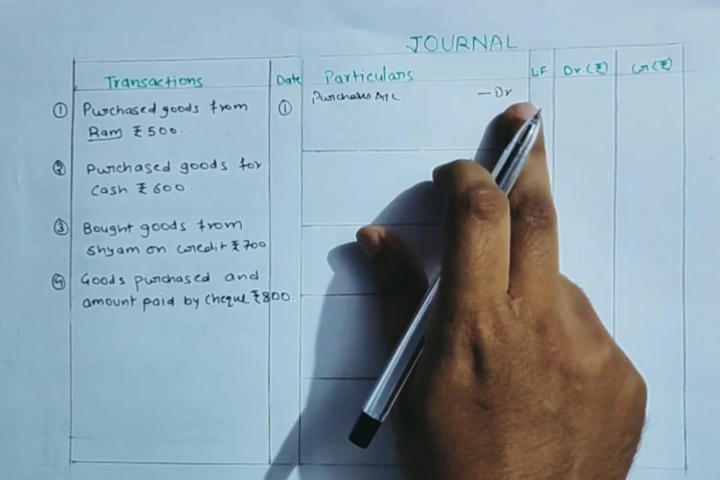 JOURNAL
Transactions Date Particulars LF Dr (₹) Cr (₹)
① Purchased goods from
Ram ₹500.
② Purchased goods for
Cash ₹600.
③ Bought goods from
Shyam on credit ₹700
④ Goods purchased and
amount paid by cheque ₹800.
① Purchases A/c — Dr